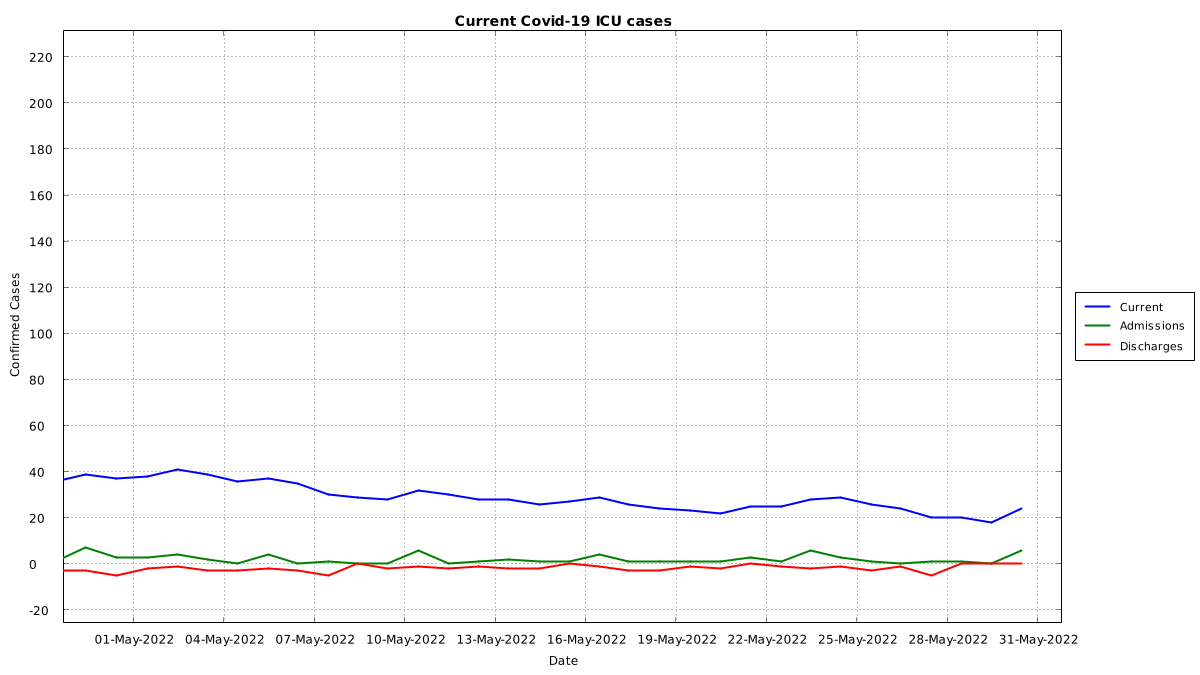 Current Covid-19 ICU cases
220
200
180
160
140
120
100
80
60
40
20
0
-20
Confirmed Cases
01-May-2022 04-May-2022 07-May-2022 10-May-2022 13-May-2022 16-May-2022 19-May-2022 22-May-2022 25-May-2022 28-May-2022 31-May-2022
Date
Current
Admissions
Discharges